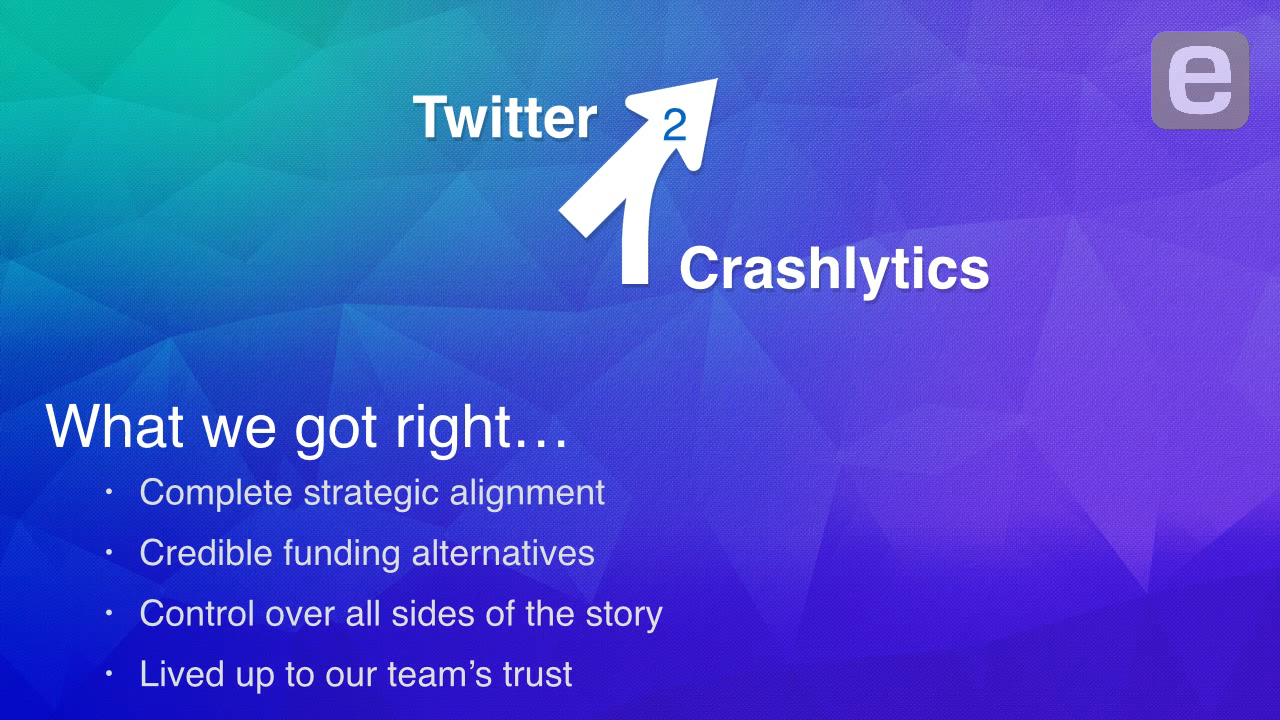 Twitter
2
e
Crashlytics
What we got right…
• Complete strategic alignment
• Credible funding alternatives
• Control over all sides of the story
• Lived up to our team’s trust